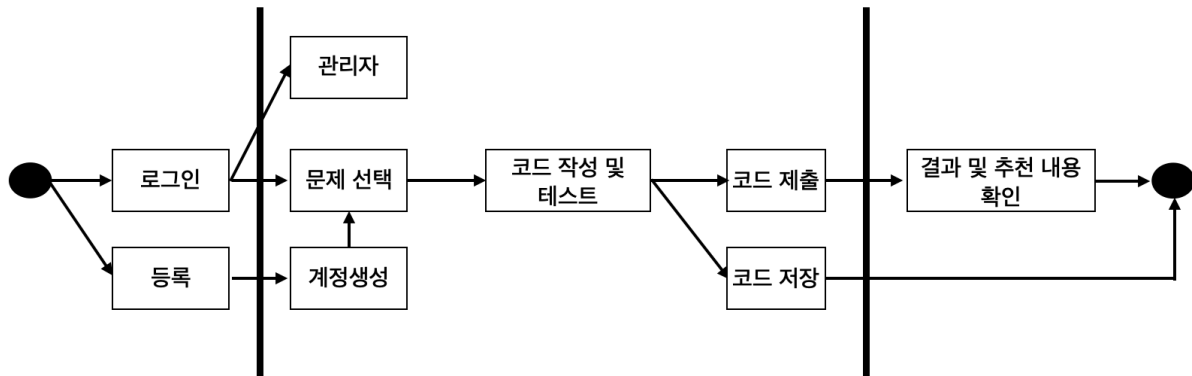 관리자
로그인
문제 선택
코드 작성 및
테스트
코드 제출
결과 및 추천 내용
확인
등록
계정생성
코드 저장